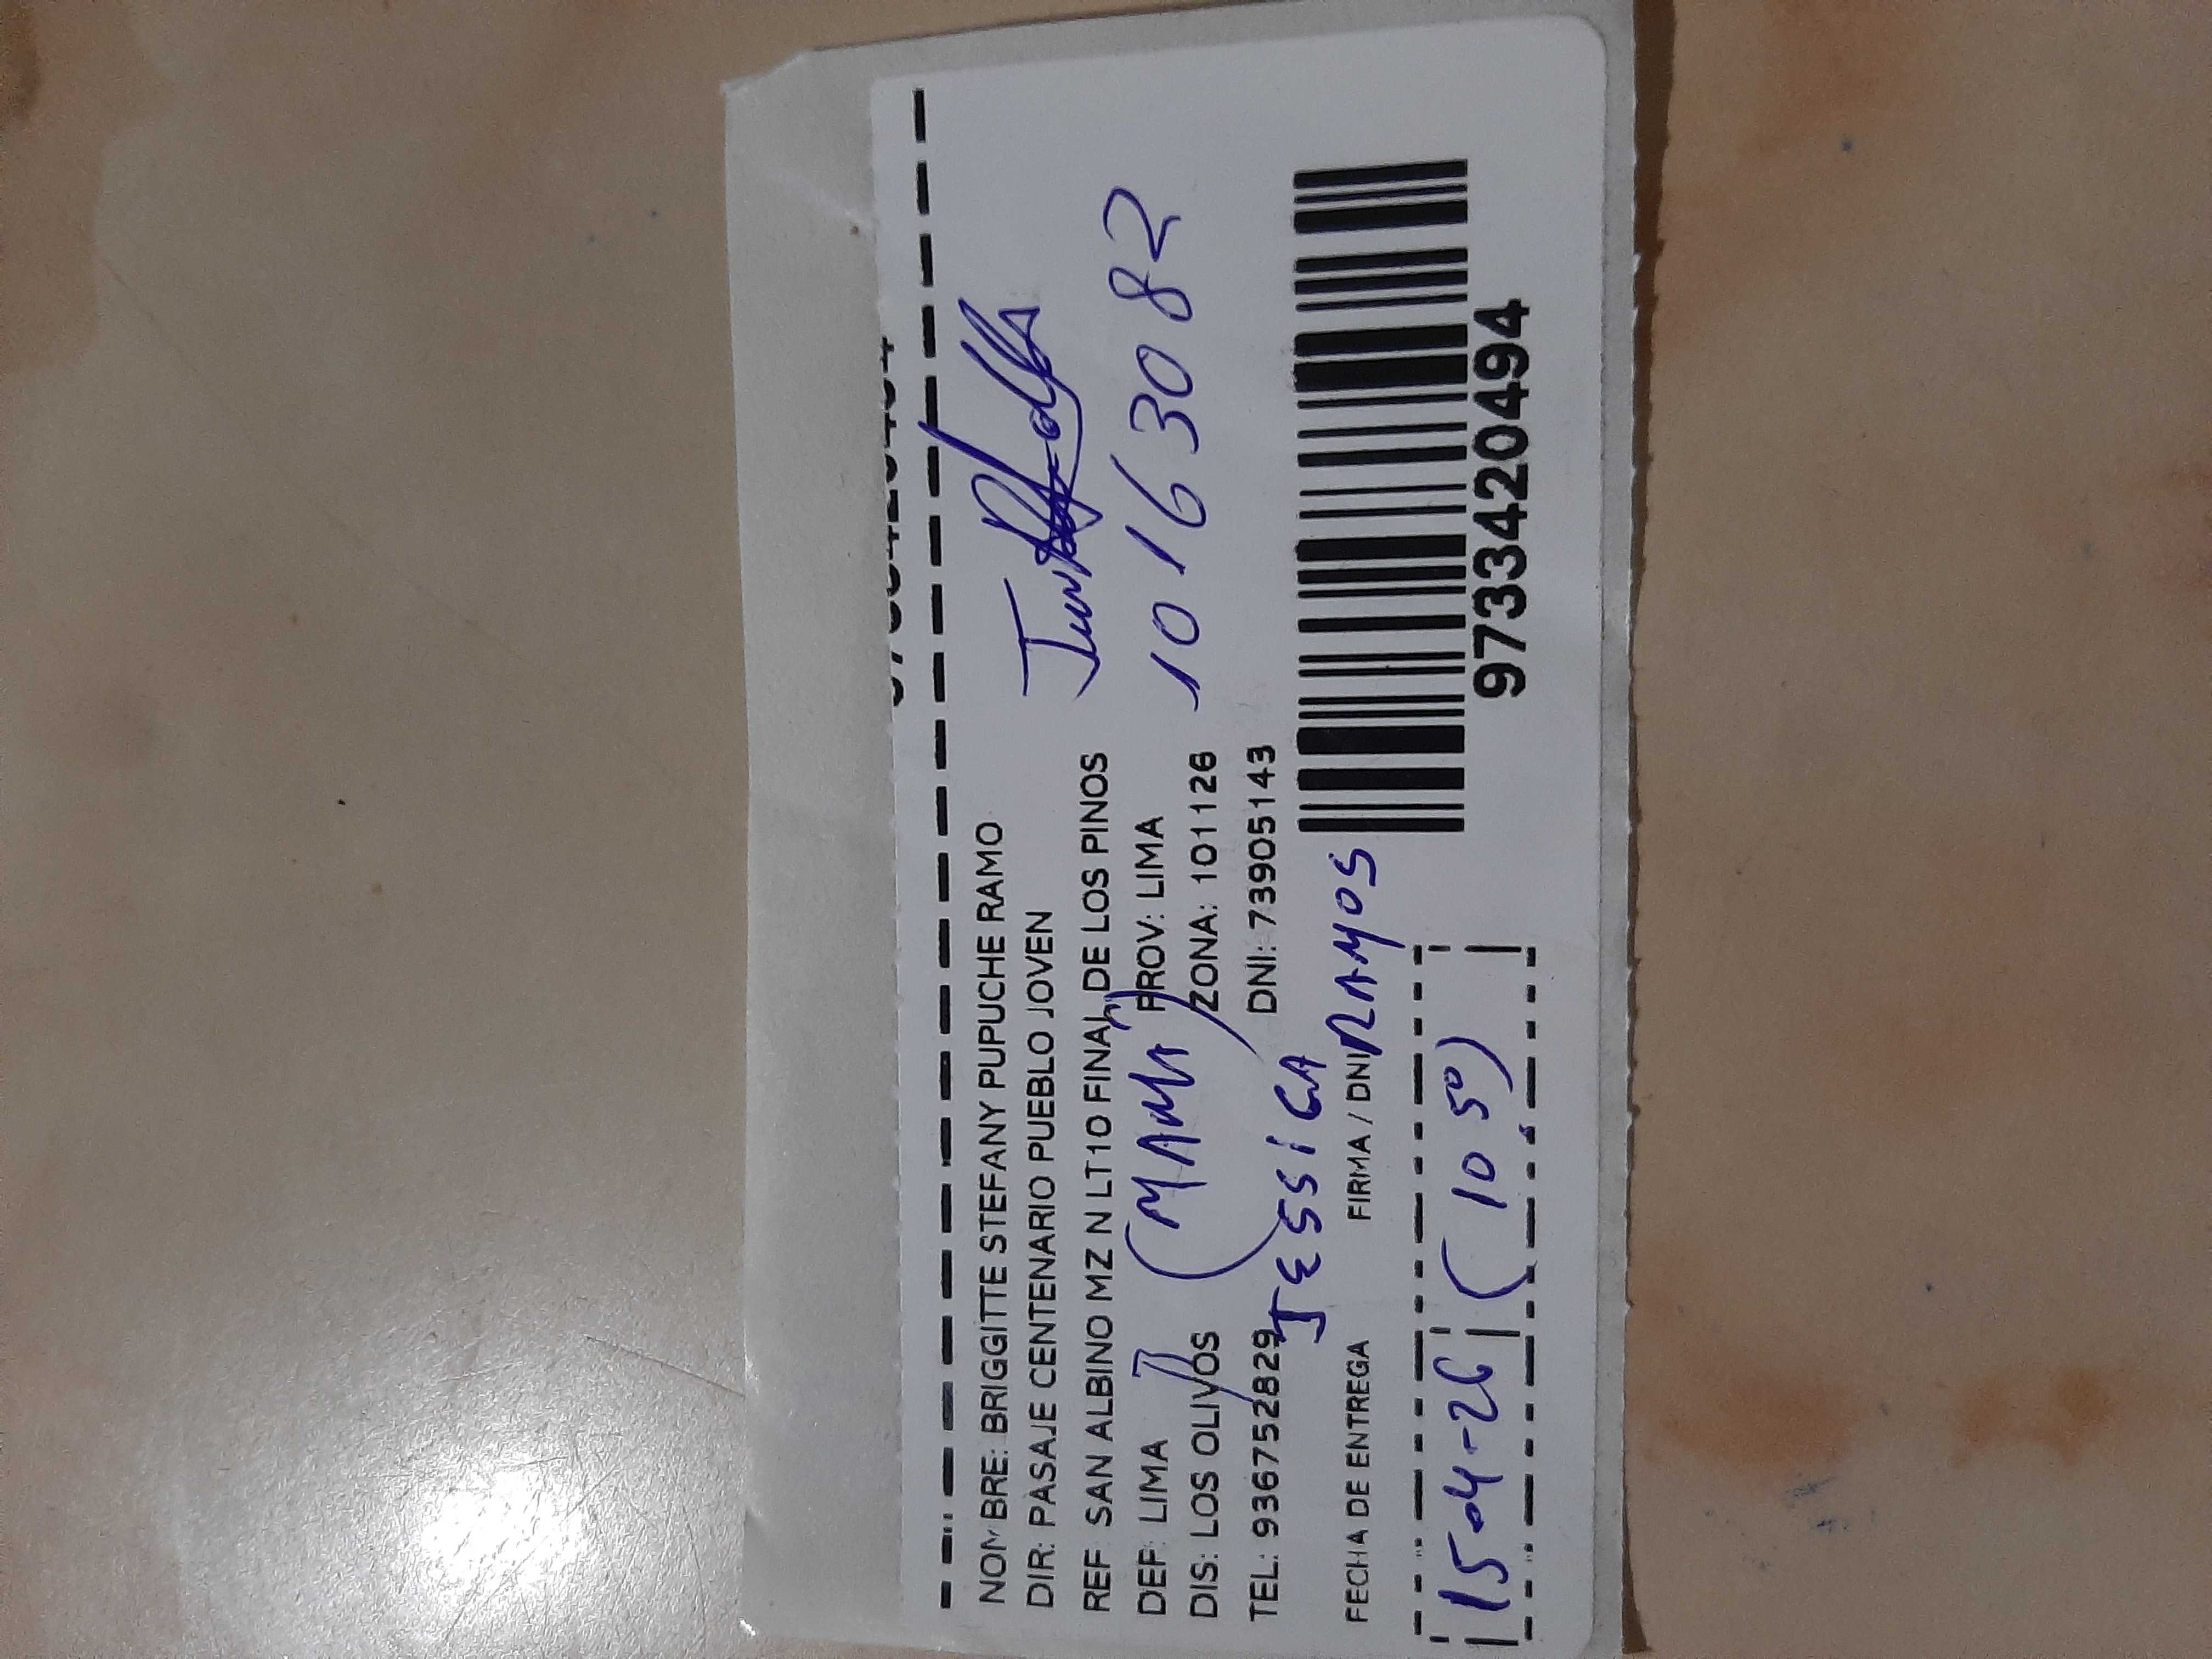 NOMBRE: BRIGGITTE STEFANY PUPUCHE RAMO
DIR: PASAJE CENTENARIO PUEBLO JOVEN
REF: SAN ALBINO MZ N LT10 FINAL DE LOS PINOS
DEP: LIMA PROV: LIMA
(MAMA)
10163082
DIS: LOS OLIVOS ZONA: 101126
TEL: 936752829 DNI: 73905143
JESSICA RAMOS
FECHA DE ENTREGA FIRMA / DNI
15-04-26 (10 50)
9733420494